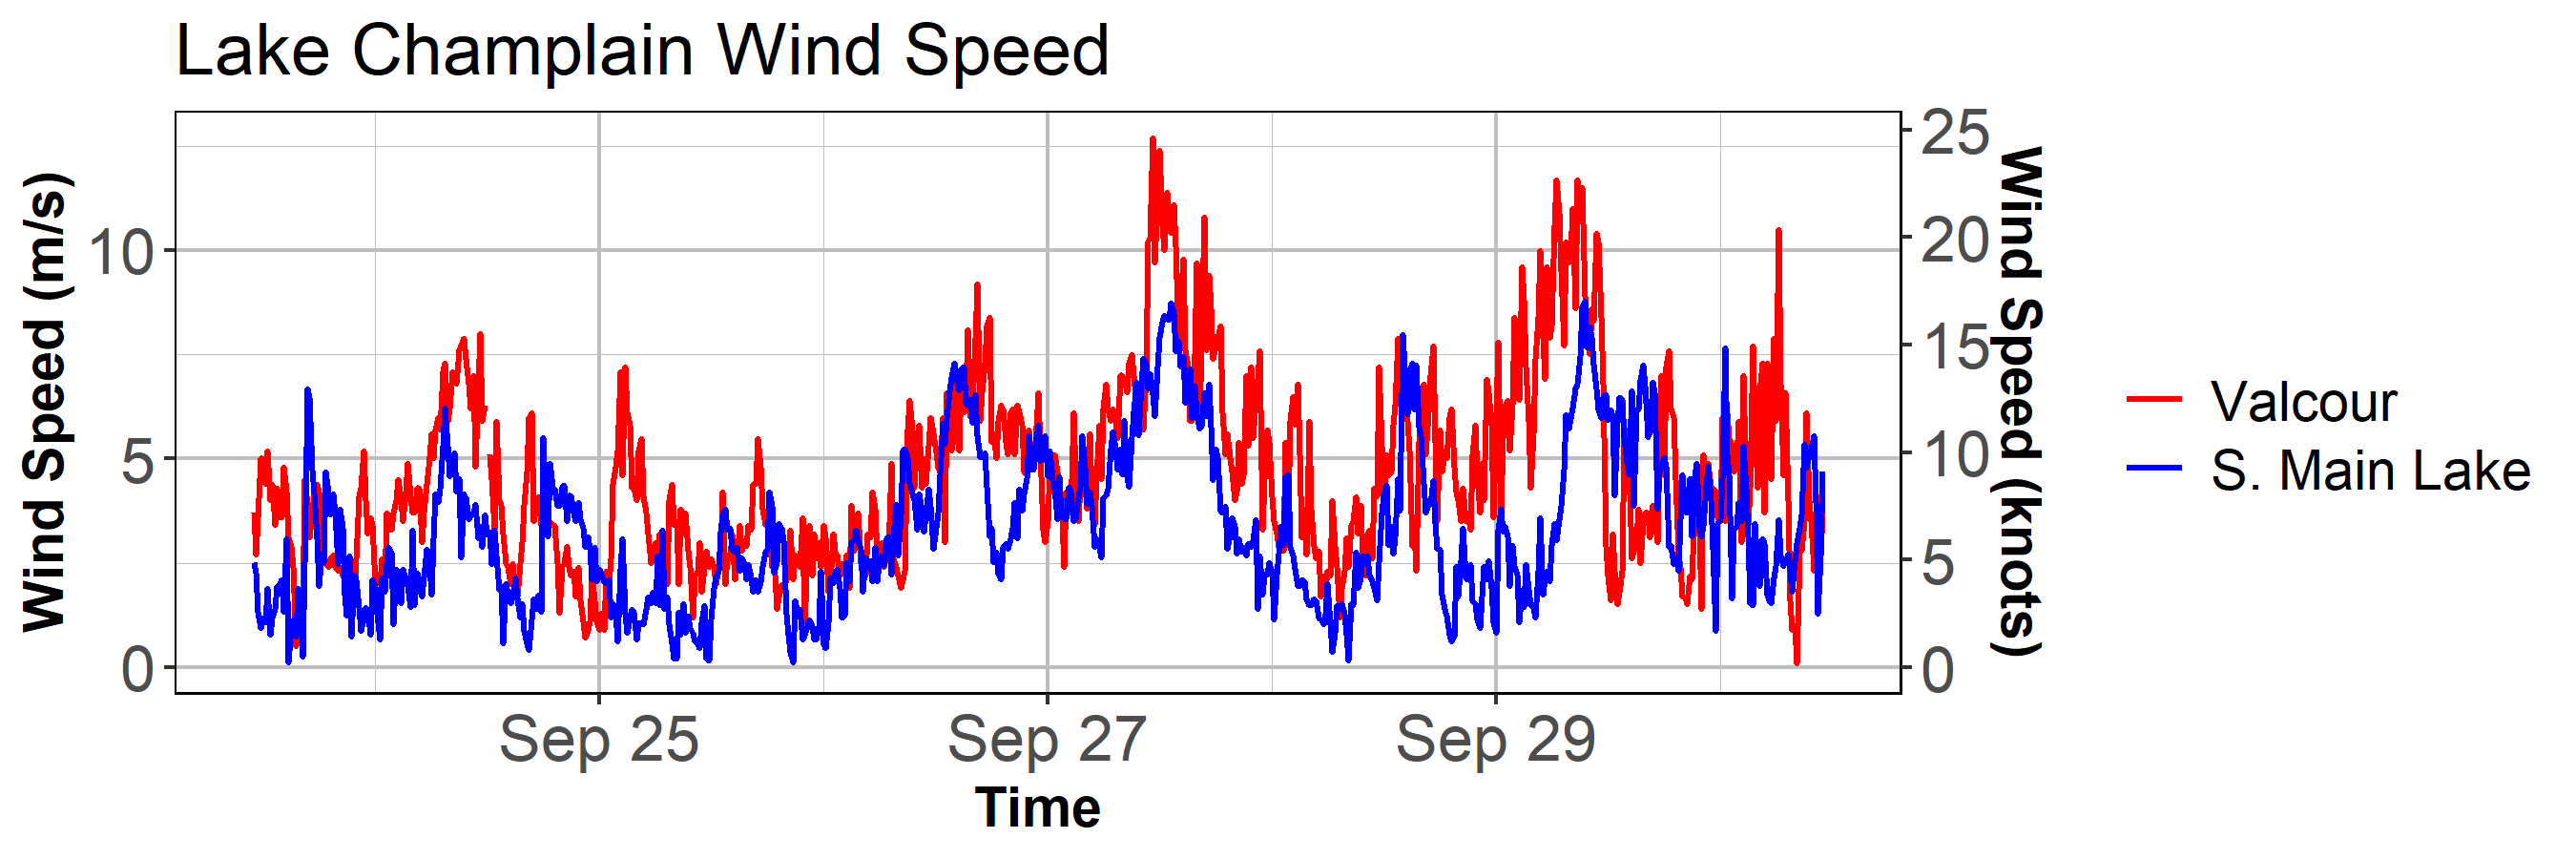 Lake Champlain Wind Speed
Wind Speed (m/s)
10
5
0
25
20
15
10
5
0
Wind Speed (knots)
Sep 25
Sep 27
Sep 29
Time
Valcour
S. Main Lake